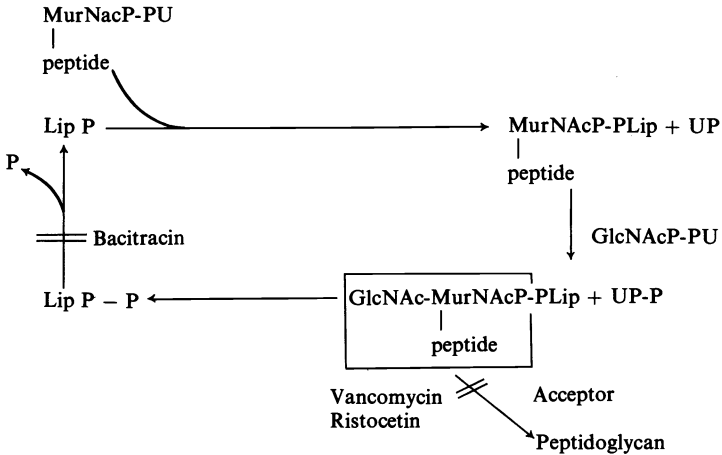 MurNacP-PU
peptide
Lip P
MurNAcP-PLip + UP
P
peptide
Bacitracin
GlcNAcP-PU
Lip P – P
GlcNAc-MurNAcP-PLip + UP-P
peptide
Vancomycin
Acceptor
Ristocetin
Peptidoglycan